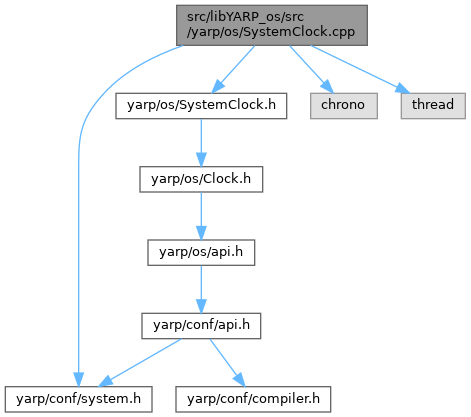 src/libYARP_os/src
/yarp/os/SystemClock.cpp
yarp/os/SystemClock.h
chrono
thread
yarp/os/Clock.h
yarp/os/api.h
yarp/conf/api.h
yarp/conf/system.h
yarp/conf/compiler.h